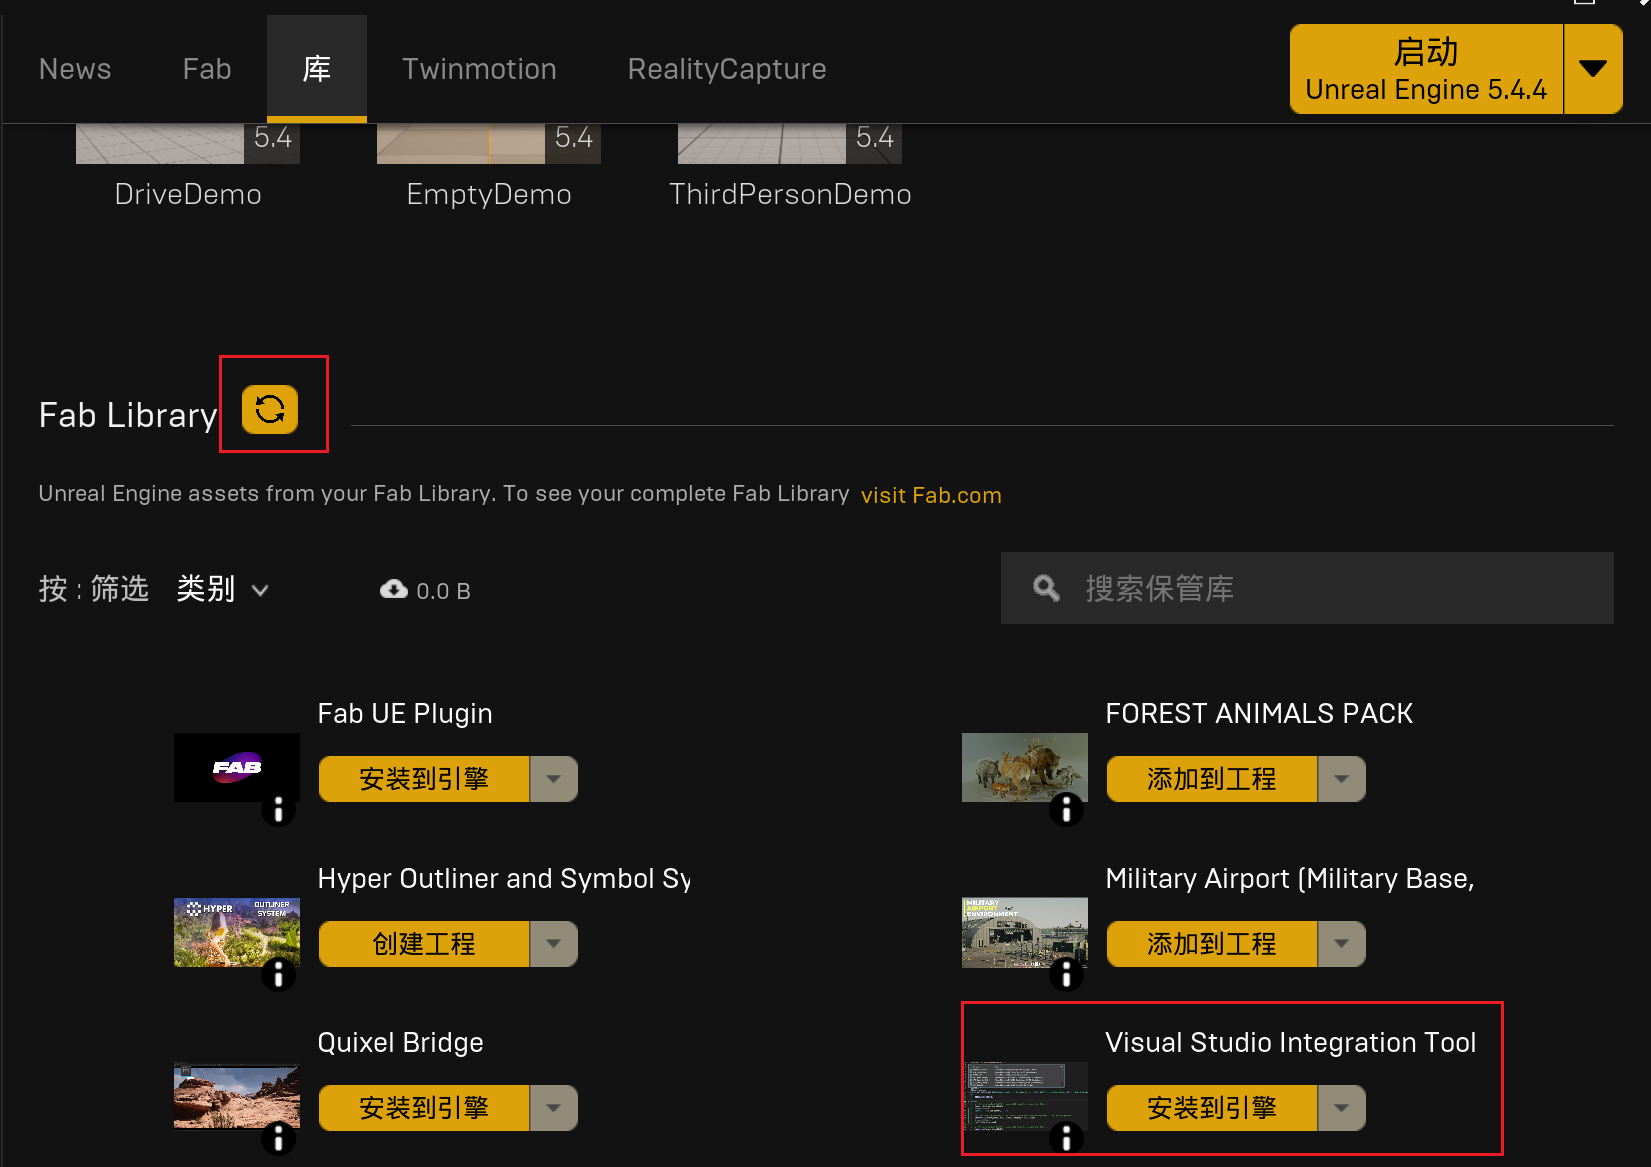 News Fab 库 Twinmotion RealityCapture
启动
Unreal Engine 5.4.4
5.4 5.4 5.4
DriveDemo EmptyDemo ThirdPersonDemo
Fab Library
Unreal Engine assets from your Fab Library. To see your complete Fab Library visit Fab.com
按 : 筛选 类别 0.0 B 搜索保管库
Fab UE Plugin FOREST ANIMALS PACK
FAB
安装到引擎 添加到工程
Hyper Outliner and Symbol Sy Military Airport (Military Base,
HYPER OUTLINER SYSTEM MILITARY AIRPORT ENVIRONMENT
创建工程 添加到工程
Quixel Bridge Visual Studio Integration Tool
安装到引擎 安装到引擎